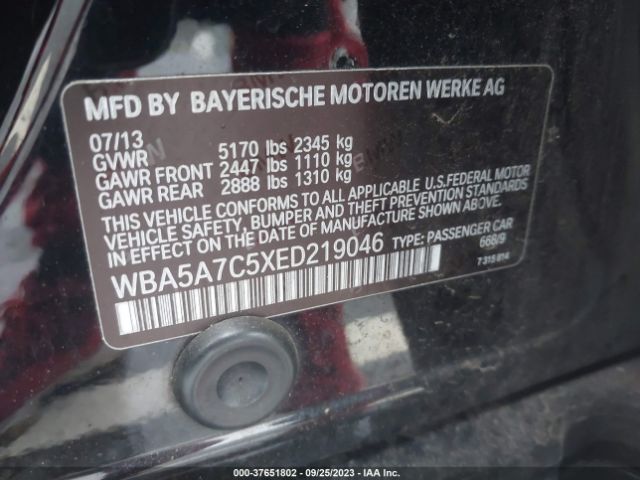 MFD BY BAYERISCHE MOTOREN WERKE AG
07/13
GVWR 5170 lbs 2345 kg
GAWR FRONT 2447 lbs 1110 kg
GAWR REAR 2888 lbs 1310 kg
THIS VEHICLE CONFORMS TO ALL APPLICABLE U.S.FEDERAL MOTOR
VEHICLE SAFETY, BUMPER AND THEFT PREVENTION STANDARDS
IN EFFECT ON THE DATE OF MANUFACTURE SHOWN ABOVE.
WBA5A7C5XED219046 TYPE: PASSENGER CAR
668/9
7 315 814
000-37651802 - 09/25/2023 - IAA Inc.